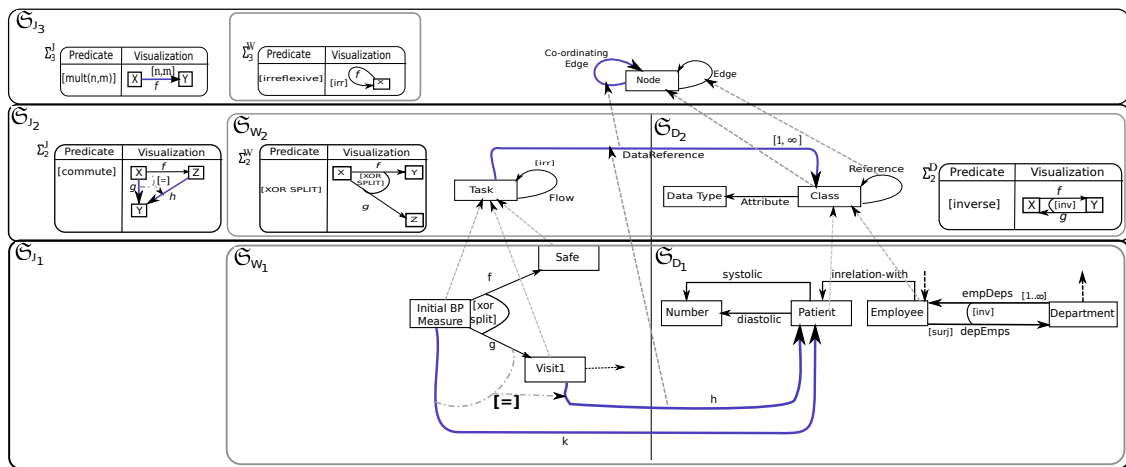 𝔖J3
Σ3J
Predicate Visualization
[mult(n,m)]
X [n,m] Y
f
Σ3W
Predicate Visualization
[irreflexive]
f
[irr] X
Co-ordinating
Edge
Node
Edge
𝔖J2
Σ2J
Predicate Visualization
[commute]
X f Z
g [=] h
Y
𝔖W2
Σ2W
Predicate Visualization
[XOR SPLIT]
X f Y
[XOR
SPLIT]
g
Z
𝔖D2
[1, ∞]
DataReference
[irr]
Task
Flow
Data Type
Attribute
Class
Reference
Σ2D
Predicate Visualization
[inverse]
f
X [inv] Y
g
𝔖J1
𝔖W1
Safe
f
Initial BP
Measure
[xor
split]
g
Visit1
[=]
h
k
𝔖D1
systolic
inrelation-with
Number
diastolic
Patient
Employee
empDeps [1..∞]
[inv]
Department
[surj] depEmps